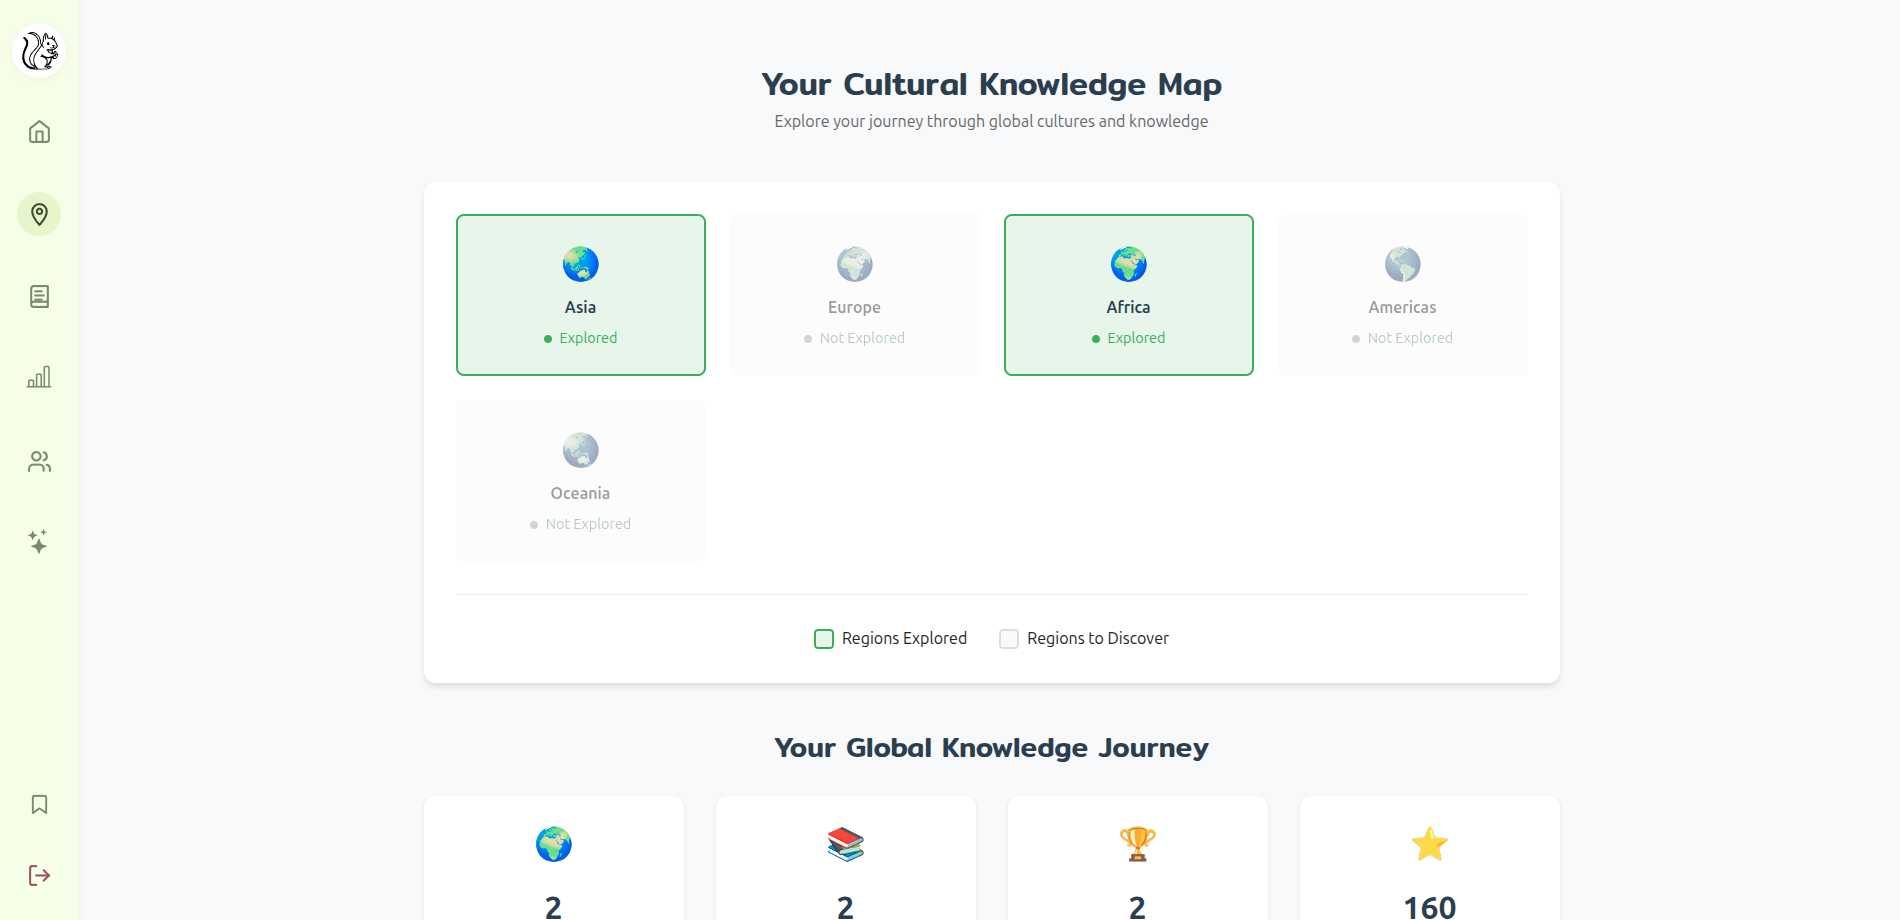 Your Cultural Knowledge Map
Explore your journey through global cultures and knowledge
Asia
Explored
Europe
Not Explored
Africa
Explored
Americas
Not Explored
Oceania
Not Explored
Regions Explored
Regions to Discover
Your Global Knowledge Journey
2
2
2
160